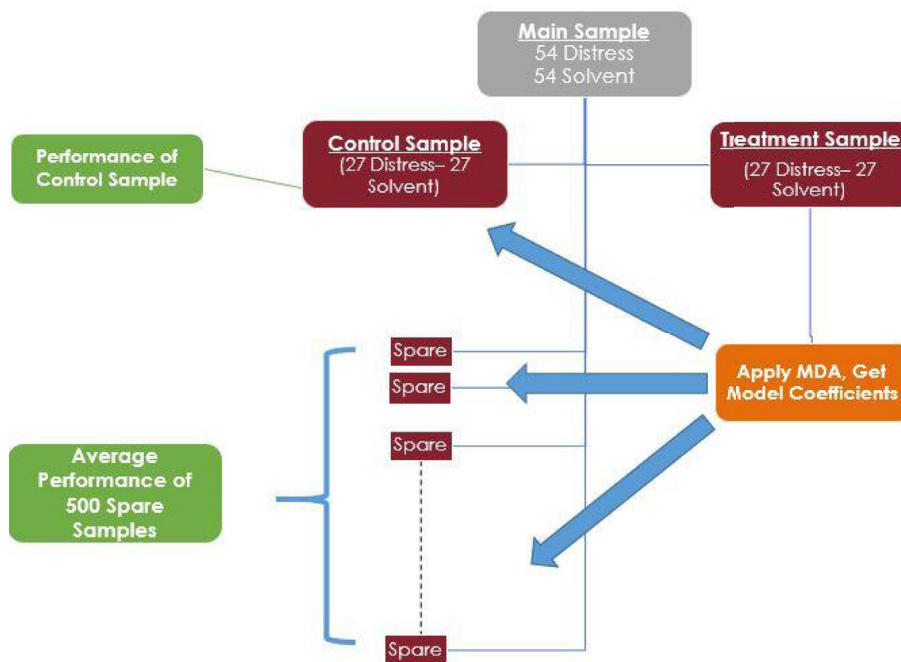 Main Sample
54 Distress
54 Solvent
Performance of
Control Sample
Control Sample
(27 Distress– 27
Solvent)
Treatment Sample
(27 Distress– 27
Solvent)
Spare
Spare
Spare
Spare
Apply MDA, Get
Model Coefficients
Average
Performance of
500 Spare
Samples